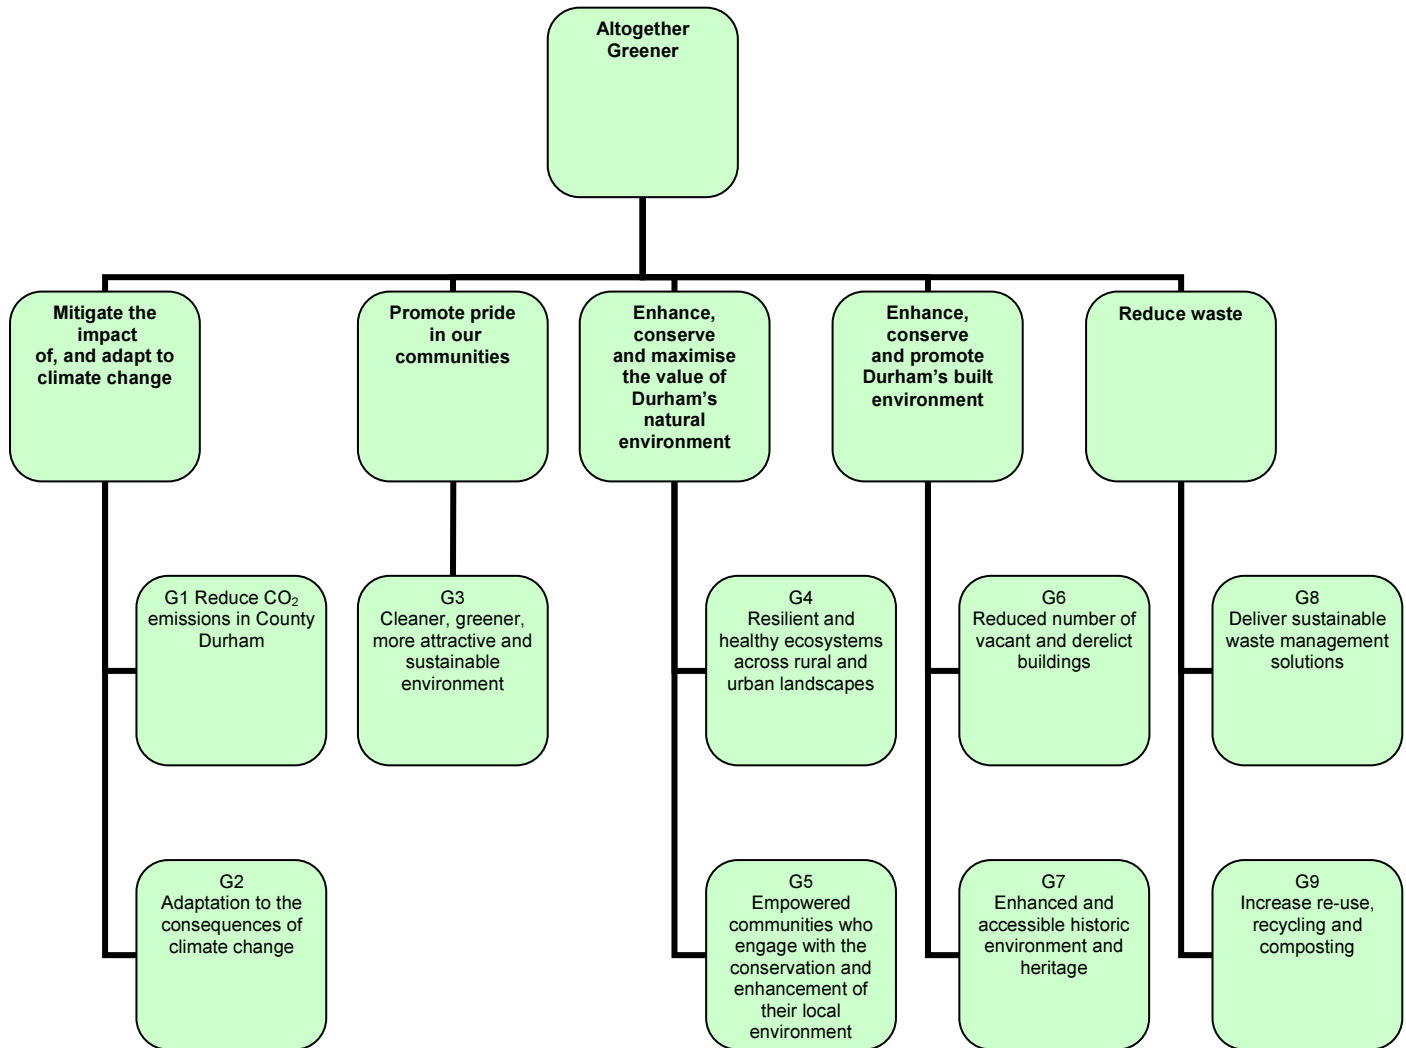 Altogether
Greener
Mitigate the
impact
of, and adapt to
climate change
Promote pride
in our
communities
Enhance,
conserve
and maximise
the value of
Durham’s
natural
environment
Enhance,
conserve
and promote
Durham’s built
environment
Reduce waste
G1 Reduce CO₂
emissions in County
Durham
G3
Cleaner, greener,
more attractive and
sustainable
environment
G4
Resilient and
healthy ecosystems
across rural and
urban landscapes
G6
Reduced number of
vacant and derelict
buildings
G8
Deliver sustainable
waste management
solutions
G2
Adaptation to the
consequences of
climate change
G5
Empowered
communities who
engage with the
conservation and
enhancement of
their local
environment
G7
Enhanced and
accessible historic
environment and
heritage
G9
Increase re-use,
recycling and
composting